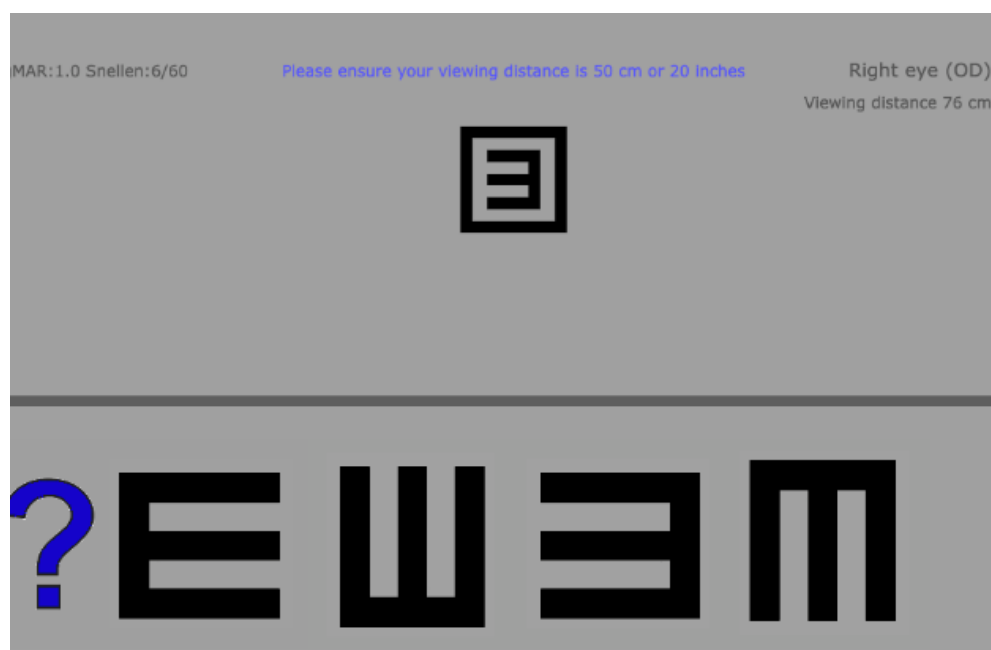 MAR:1.0 Snellen:6/60
Please ensure your viewing distance is 50 cm or 20 inches
Right eye (OD)
Viewing distance 76 cm
E
? E E E E